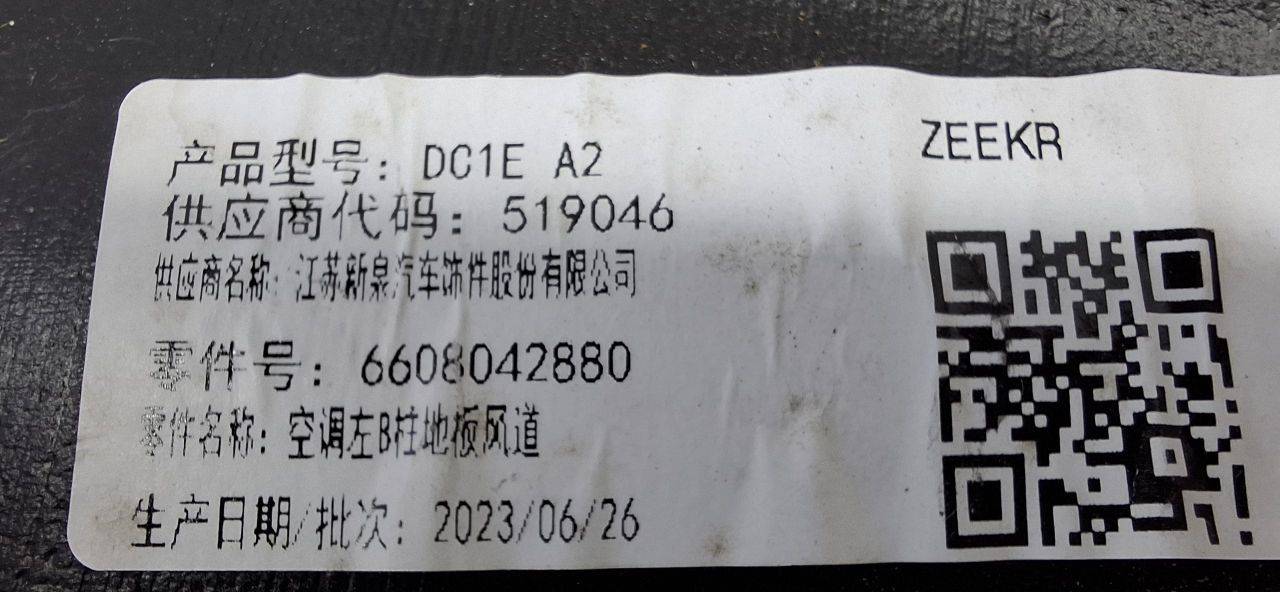 产品型号: DC1E A2
ZEEKR
供应商代码: 519046
供应商名称: 江苏新泉汽车饰件股份有限公司
零件号: 6608042880
零件名称: 空调左B柱地板风道
生产日期/批次: 2023/06/26